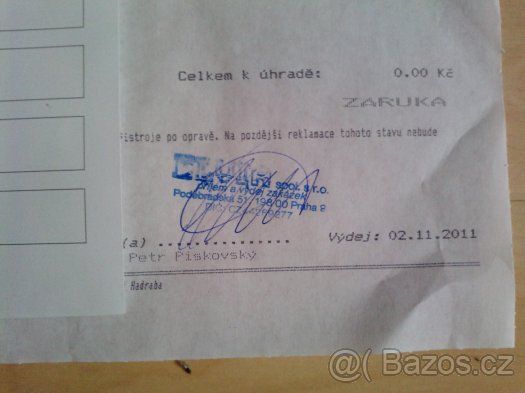 Celkem k úhradě: 0.00 Kč
ZARUKA
řístroje po opravě. Na pozdější reklamace tohoto stavu nebude
spol. s r.o.
příjem a výdej zakázek
Poděbradská 51, 198 00 Praha 9
(a) ............... Výdej: 02.11.2011
Petr Pískovský
Hadraba
Bazos.cz